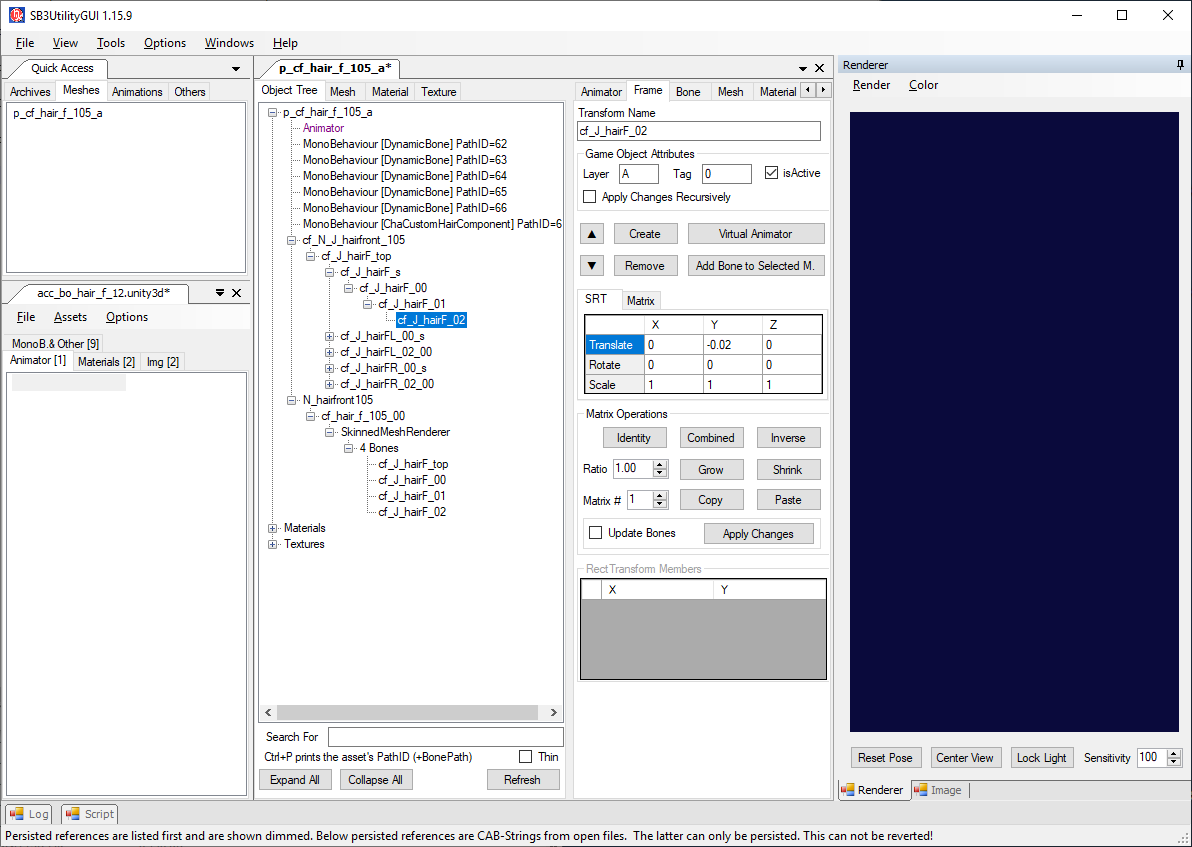 SB3UtilityGUI 1.15.9
File View Tools Options Windows Help
Quick Access
Archives Meshes Animations Others
p_cf_hair_f_105_a
acc_bo_hair_f_12.unity3d*
File Assets Options
MonoB.& Other [9]
Animator [1] Materials [2] Img [2]
p_cf_hair_f_105_a*
Object Tree Mesh Material Texture
p_cf_hair_f_105_a
Animator
MonoBehaviour [DynamicBone] PathID=62
MonoBehaviour [DynamicBone] PathID=63
MonoBehaviour [DynamicBone] PathID=64
MonoBehaviour [DynamicBone] PathID=65
MonoBehaviour [DynamicBone] PathID=66
MonoBehaviour [ChaCustomHairComponent] PathID=6
cf_N_J_hairfront_105
cf_J_hairF_top
cf_J_hairF_s
cf_J_hairF_00
cf_J_hairF_01
cf_J_hairF_02
cf_J_hairFL_00_s
cf_J_hairFL_02_00
cf_J_hairFR_00_s
cf_J_hairFR_02_00
N_hairfront105
cf_hair_f_105_00
SkinnedMeshRenderer
4 Bones
cf_J_hairF_top
cf_J_hairF_00
cf_J_hairF_01
cf_J_hairF_02
Materials
Textures
Search For
Ctrl+P prints the asset's PathID (+BonePath) Thin
Expand All Collapse All Refresh
Animator Frame Bone Mesh Material
Transform Name
cf_J_hairF_02
Game Object Attributes
Layer A Tag 0 isActive
Apply Changes Recursively
▲ Create Virtual Animator
▼ Remove Add Bone to Selected M.
SRT Matrix
X Y Z
Translate 0 -0.02 0
Rotate 0 0 0
Scale 1 1 1
Matrix Operations
Identity Combined Inverse
Ratio 1.00 Grow Shrink
Matrix # 1 Copy Paste
Update Bones Apply Changes
RectTransform Members
X Y
Renderer
Render Color
Reset Pose Center View Lock Light Sensitivity 100
Renderer Image
Log Script
Persisted references are listed first and are shown dimmed. Below persisted references are CAB-Strings from open files. The latter can only be persisted. This can not be reverted!